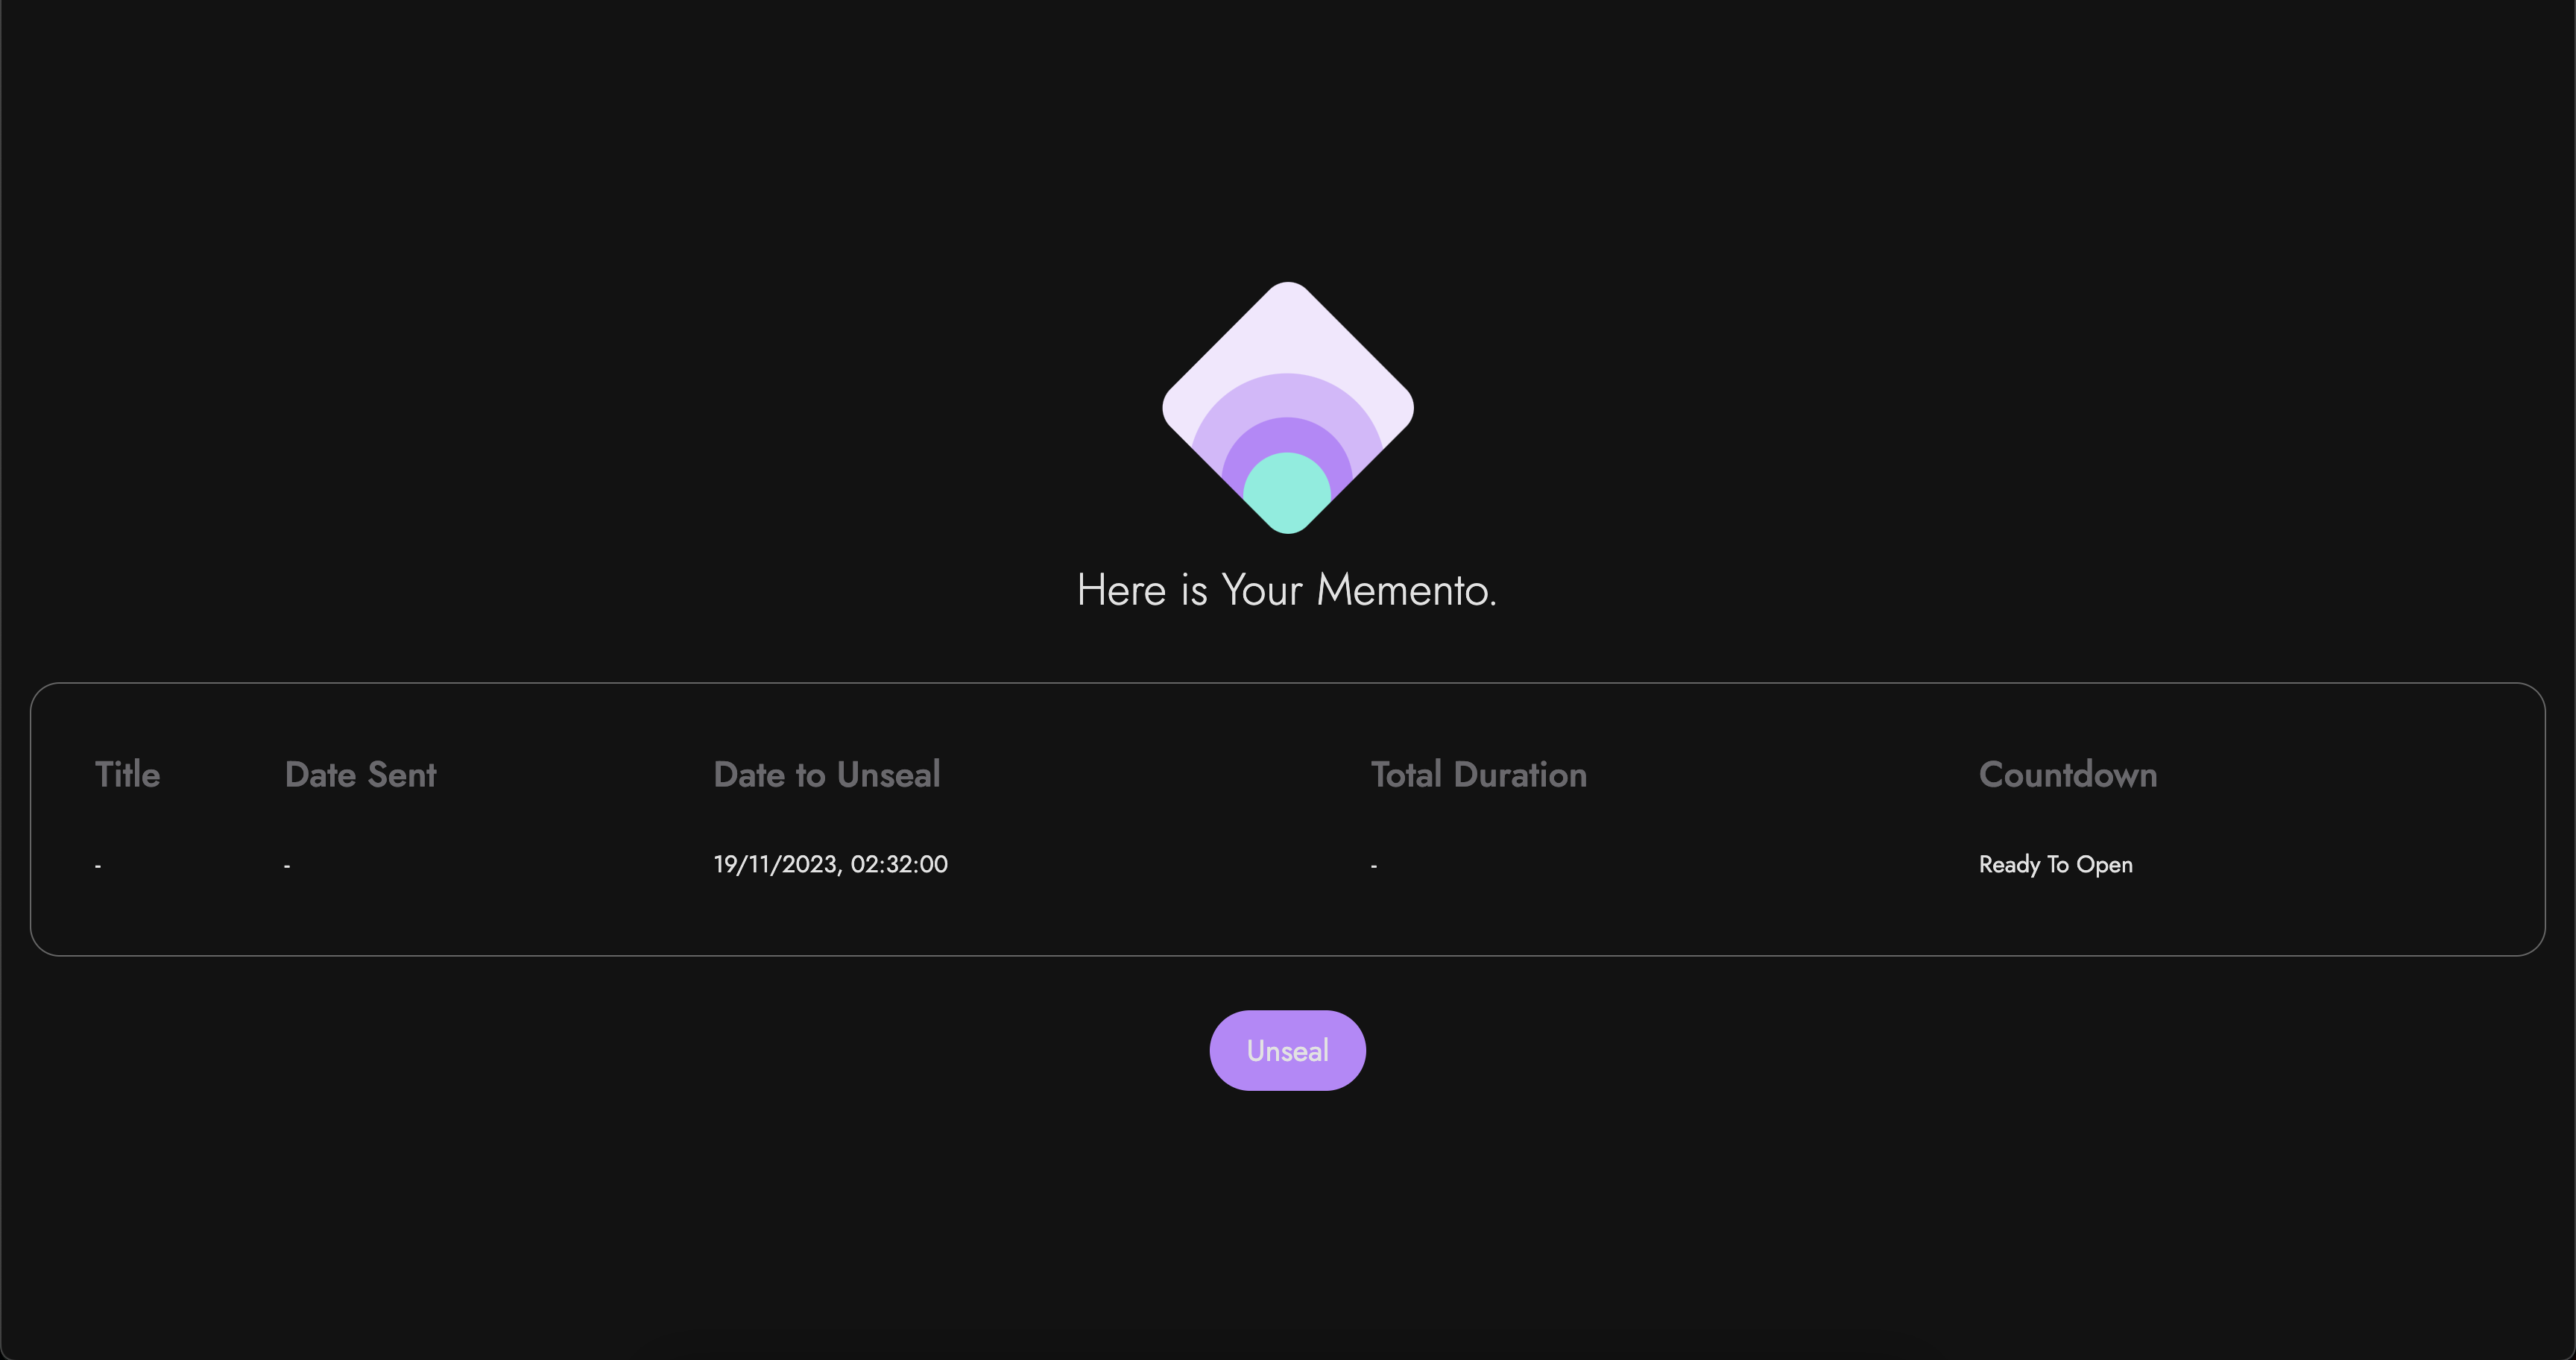 Here is Your Memento.
Title Date Sent Date to Unseal Total Duration Countdown
- - 19/11/2023, 02:32:00 - Ready To Open
Unseal